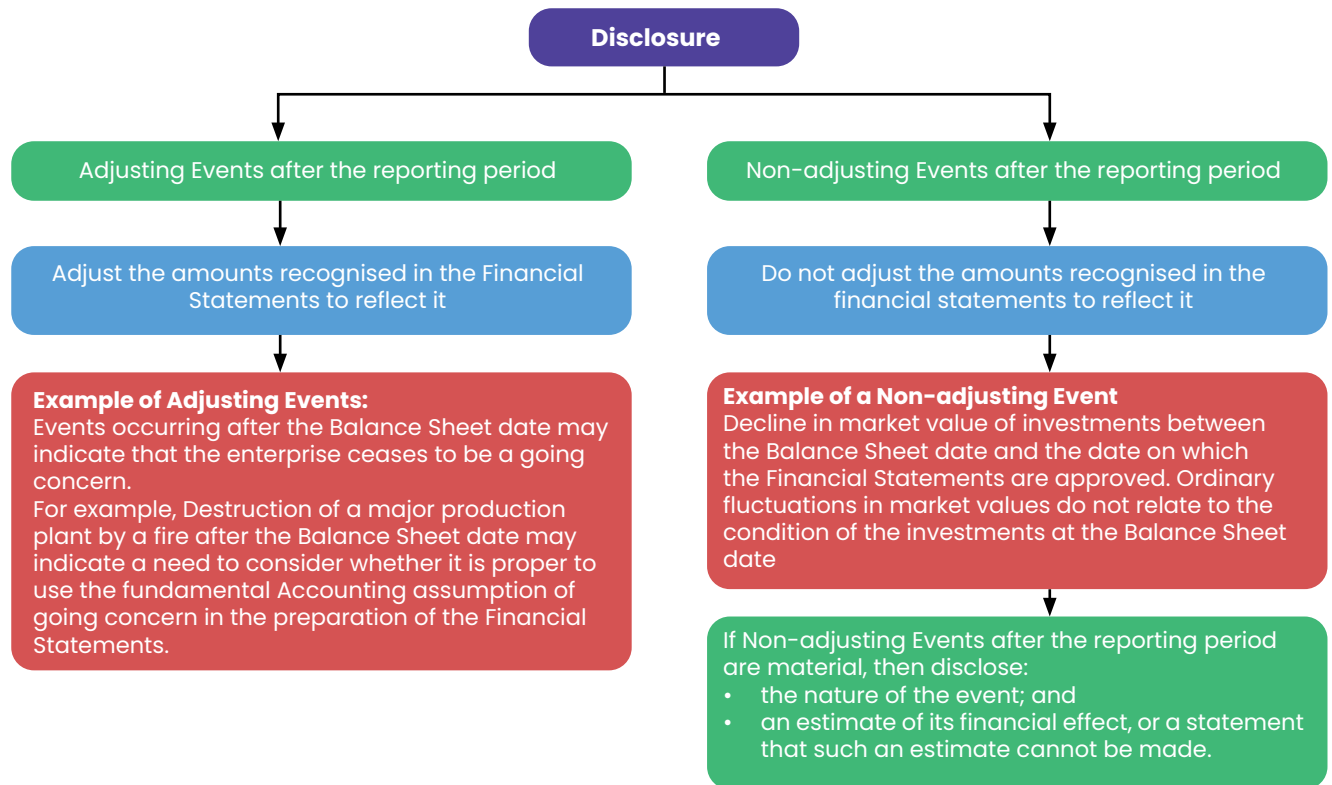 Disclosure
Adjusting Events after the reporting period
Adjust the amounts recognised in the Financial
Statements to reflect it
Example of Adjusting Events:
Events occurring after the Balance Sheet date may
indicate that the enterprise ceases to be a going
concern.
For example, Destruction of a major production
plant by a fire after the Balance Sheet date may
indicate a need to consider whether it is proper to
use the fundamental Accounting assumption of
going concern in the preparation of the Financial
Statements.
Non-adjusting Events after the reporting period
Do not adjust the amounts recognised in the
financial statements to reflect it
Example of a Non-adjusting Event
Decline in market value of investments between
the Balance Sheet date and the date on which
the Financial Statements are approved. Ordinary
fluctuations in market values do not relate to the
condition of the investments at the Balance Sheet
date
If Non-adjusting Events after the reporting period
are material, then disclose:
• the nature of the event; and
• an estimate of its financial effect, or a statement
that such an estimate cannot be made.